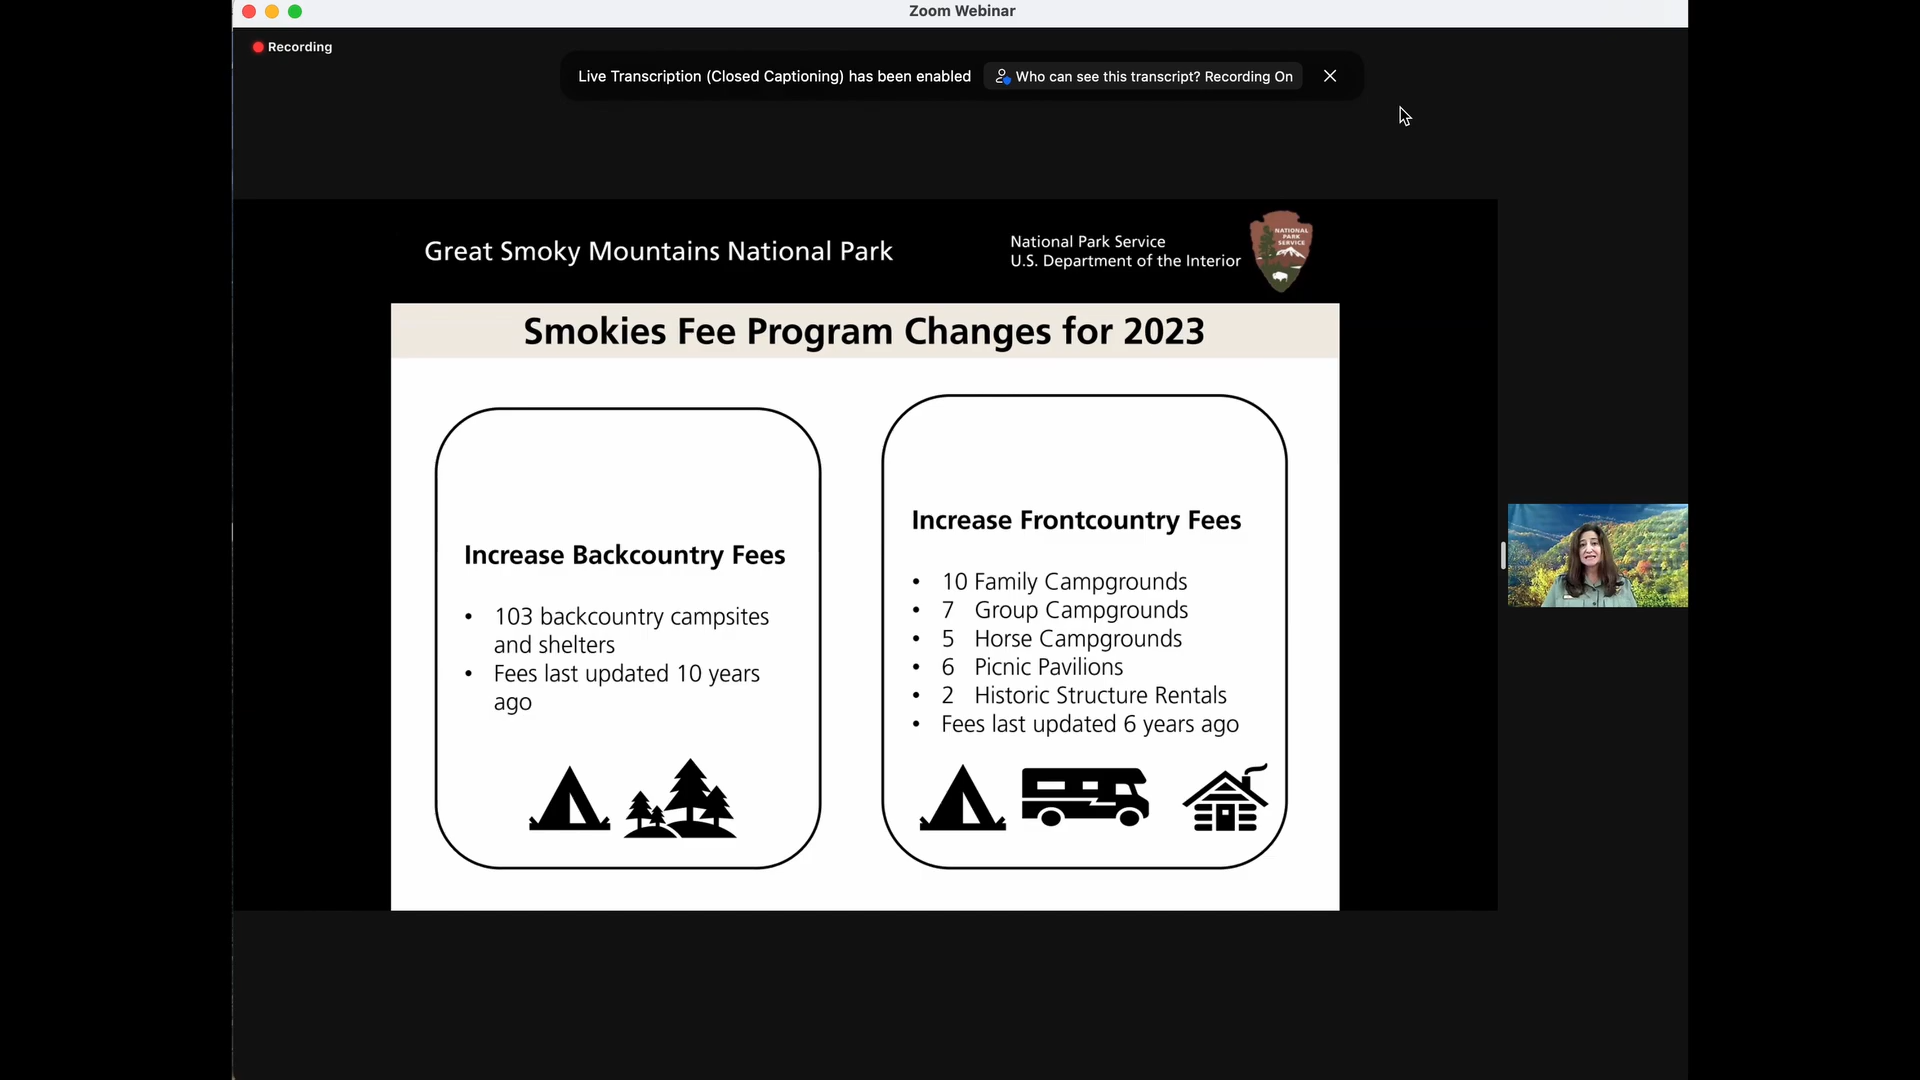 Zoom Webinar
Recording
Live Transcription (Closed Captioning) has been enabled
Who can see this transcript? Recording On
Great Smoky Mountains National Park
National Park Service
U.S. Department of the Interior
NATIONAL
PARK
SERVICE
Smokies Fee Program Changes for 2023
Increase Backcountry Fees
• 103 backcountry campsites
and shelters
• Fees last updated 10 years
ago
Increase Frontcountry Fees
• 10 Family Campgrounds
• 7 Group Campgrounds
• 5 Horse Campgrounds
• 6 Picnic Pavilions
• 2 Historic Structure Rentals
• Fees last updated 6 years ago